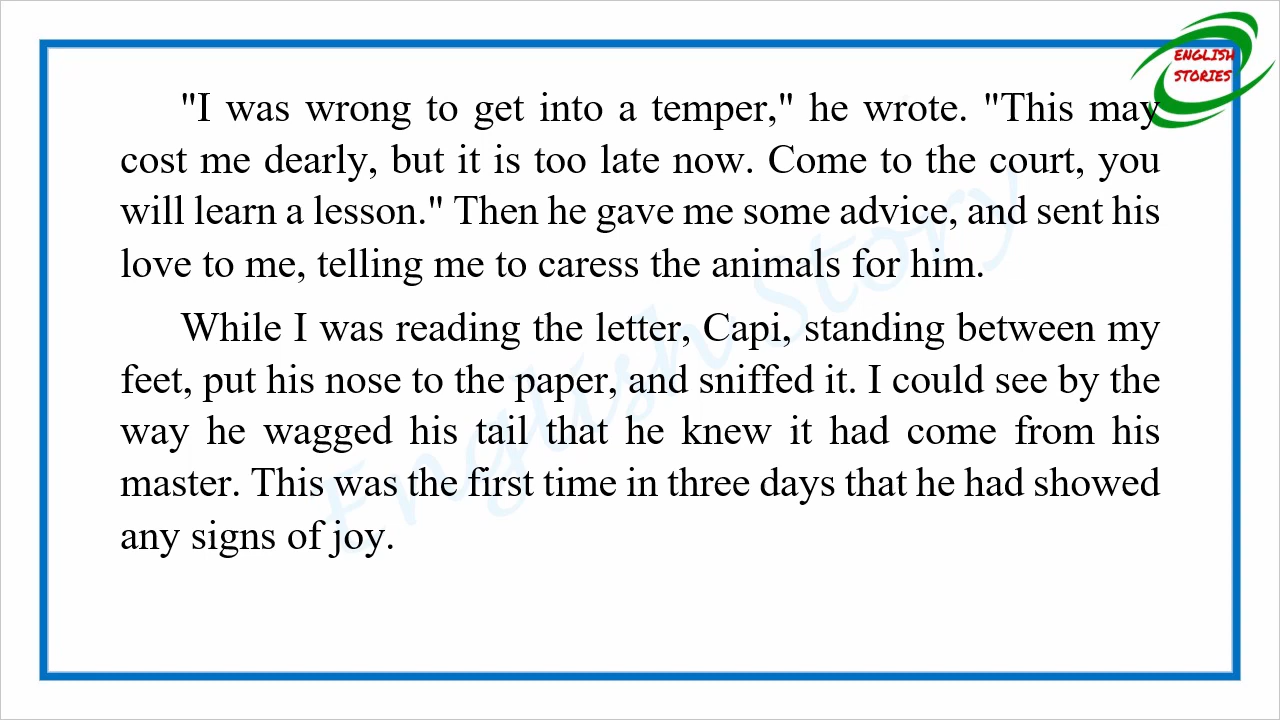 ENGLISH
STORIES
"I was wrong to get into a temper," he wrote. "This may
cost me dearly, but it is too late now. Come to the court, you
will learn a lesson." Then he gave me some advice, and sent his
love to me, telling me to caress the animals for him.
While I was reading the letter, Capi, standing between my
feet, put his nose to the paper, and sniffed it. I could see by the
way he wagged his tail that he knew it had come from his
master. This was the first time in three days that he had showed
any signs of joy.
English Story